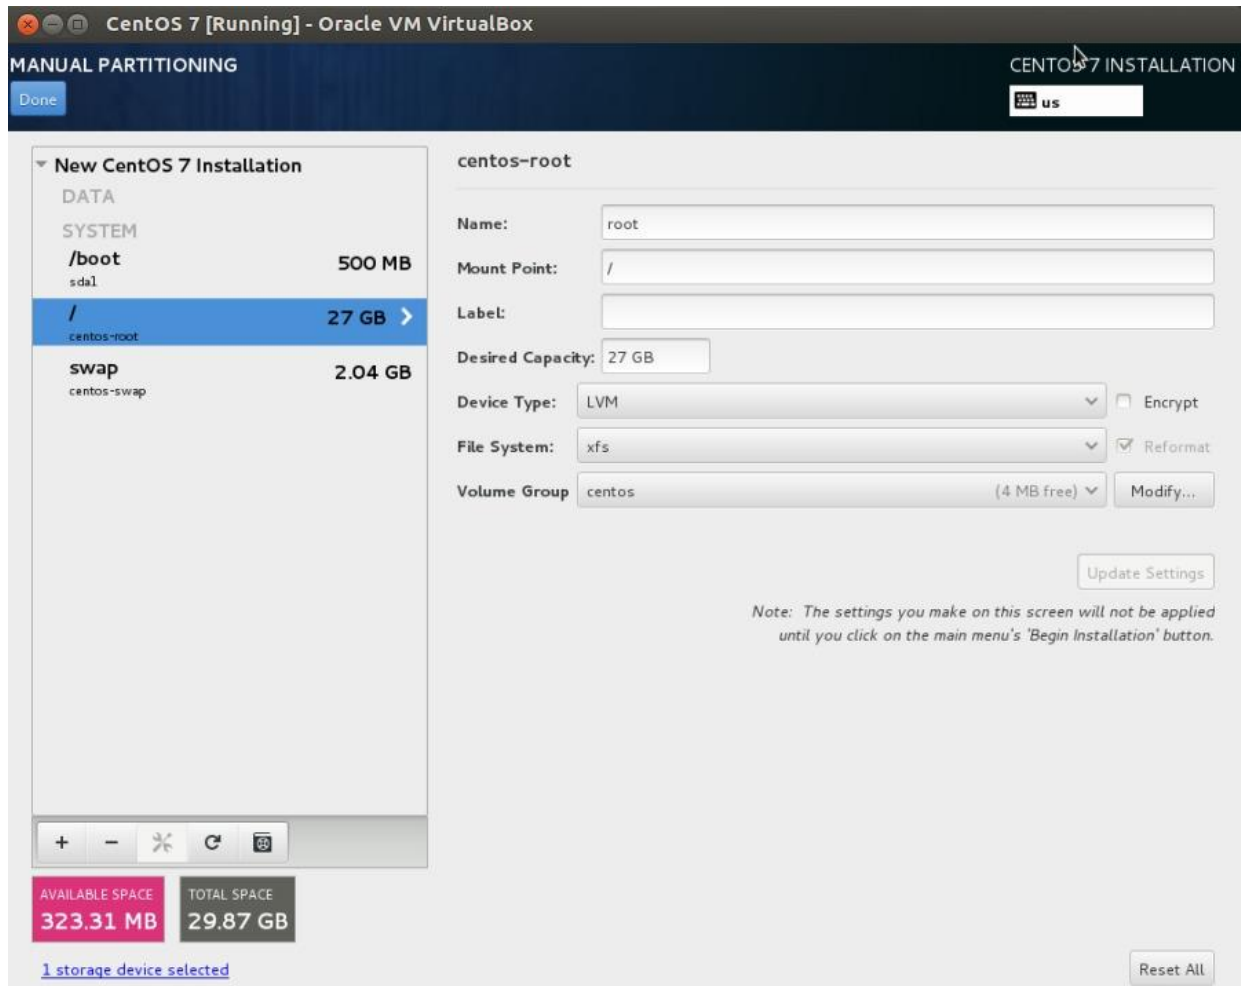 CentOS 7 [Running] - Oracle VM VirtualBox
MANUAL PARTITIONING
CENTOS 7 INSTALLATION
Done
us
New CentOS 7 Installation
DATA
SYSTEM
/boot
500 MB
sda1
/
27 GB
centos-root
swap
2.04 GB
centos-swap
centos-root
Name:
root
Mount Point:
/
Label:
Desired Capacity:
27 GB
Device Type:
LVM
Encrypt
File System:
xfs
Reformat
Volume Group
centos
(4 MB free)
Modify...
Update Settings
Note: The settings you make on this screen will not be applied
until you click on the main menu's 'Begin Installation' button.
+
-
AVAILABLE SPACE
323.31 MB
TOTAL SPACE
29.87 GB
1 storage device selected
Reset All